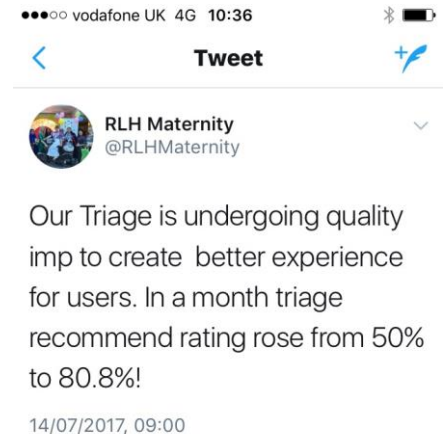 vodafone UK 4G 10:36
Tweet
RLH Maternity
@RLHMaternity
Our Triage is undergoing quality
imp to create better experience
for users. In a month triage
recommend rating rose from 50%
to 80.8%!
14/07/2017, 09:00